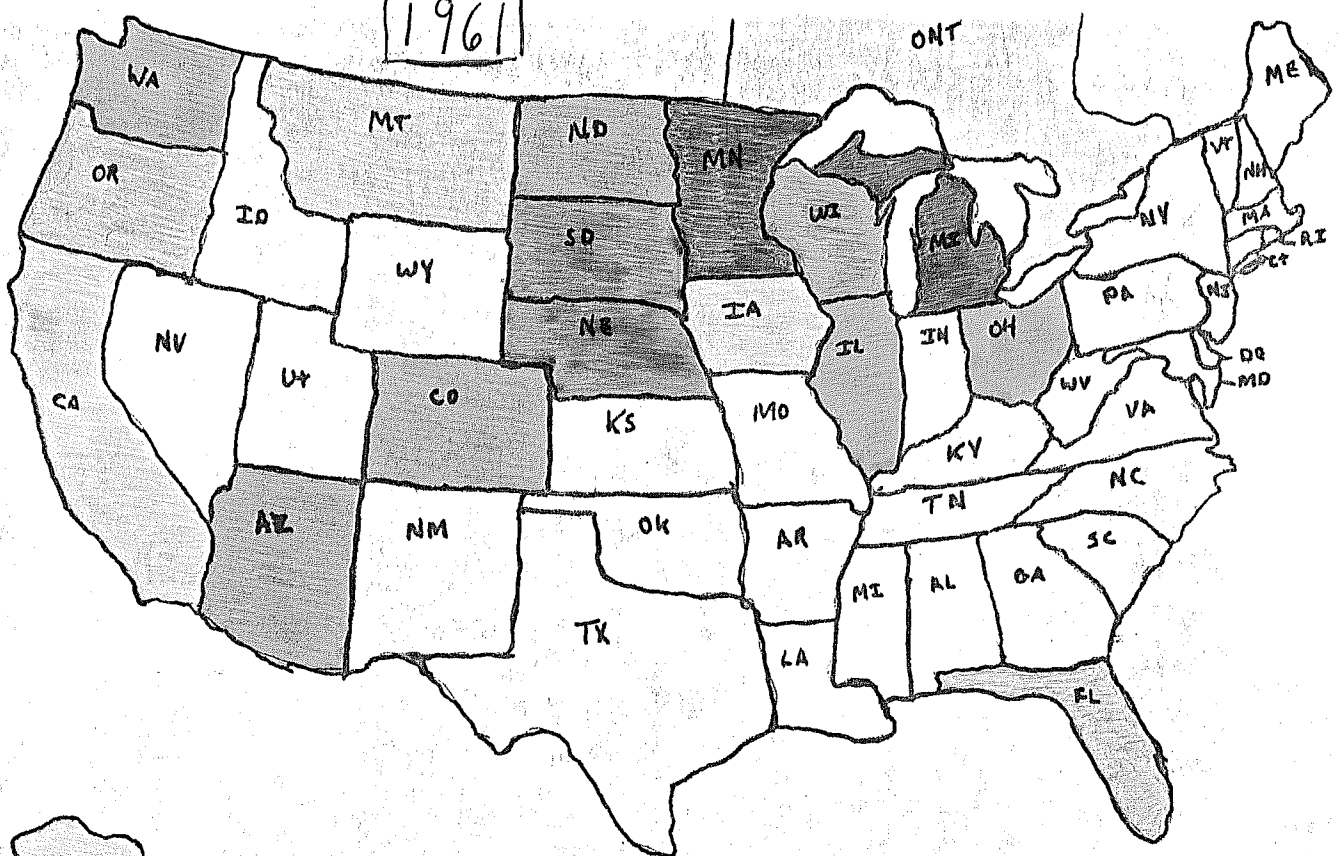 1961
ONT
ME
WA
MT
ND
MN
VT
NH
OR
WI
MA
ID
SD
MI
NY
RI
WY
CT
NE
IA
PA
NJ
NV
IL
IN
OH
UT
DE
MD
CA
CO
WV
VA
KS
MO
KY
NC
TN
AZ
NM
OK
AR
SC
MI
AL
GA
TX
LA
FL